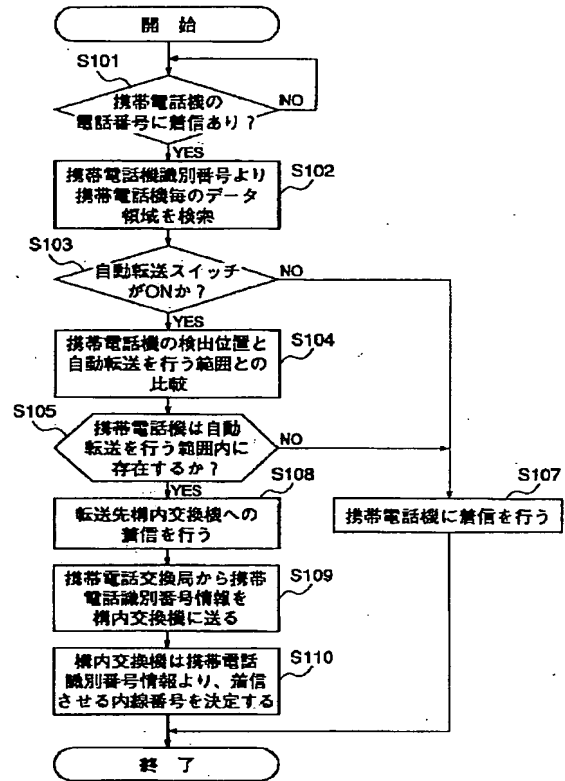 開 始
S101
携帯電話機の
電話番号に着信あり?
NO
YES
携帯電話機識別番号より
携帯電話機毎のデータ
領域を検索
S102
S103
自動転送スイッチ
がONか?
NO
YES
携帯電話機の検出位置と
自動転送を行う範囲との
比較
S104
S105
携帯電話機は自動
転送を行う範囲内に
存在するか?
NO
YES
S108
転送先構内交換機への
着信を行う
S107
携帯電話機に着信を行う
携帯電話交換局から携帯
電話識別番号情報を
構内交換機に送る
S109
構内交換機は携帯電話
識別番号情報より、着信
させる内線番号を決定する
S110
終 了